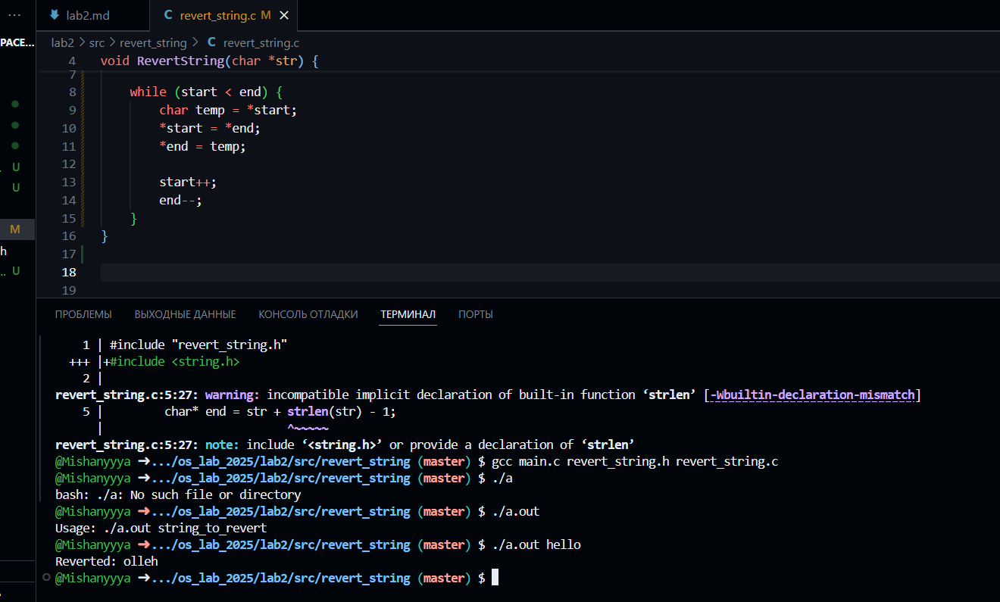 ···
lab2.md
C revert_string.c M ×
PACE...
lab2 > src > revert_string > C revert_string.c
4 void RevertString(char *str) {
7
8 while (start < end) {
9 char temp = *start;
10 *start = *end;
11 *end = temp;
12
U
13 start++;
U
14 end--;
15 }
M
16 }
h
17
.. U
18
19
ПРОБЛЕМЫ ВЫХОДНЫЕ ДАННЫЕ КОНСОЛЬ ОТЛАДКИ ТЕРМИНАЛ ПОРТЫ
1 | #include "revert_string.h"
+++ |+#include <string.h>
2 |
revert_string.c:5:27: warning: incompatible implicit declaration of built-in function ‘strlen’ [-Wbuiltin-declaration-mismatch]
5 | char* end = str + strlen(str) - 1;
| ^~~~~~
revert_string.c:5:27: note: include ‘<string.h>’ or provide a declaration of ‘strlen’
@Mishanyyya ➜.../os_lab_2025/lab2/src/revert_string (master) $ gcc main.c revert_string.h revert_string.c
@Mishanyyya ➜.../os_lab_2025/lab2/src/revert_string (master) $ ./a
bash: ./a: No such file or directory
@Mishanyyya ➜.../os_lab_2025/lab2/src/revert_string (master) $ ./a.out
Usage: ./a.out string_to_revert
@Mishanyyya ➜.../os_lab_2025/lab2/src/revert_string (master) $ ./a.out hello
Reverted: olleh
@Mishanyyya ➜.../os_lab_2025/lab2/src/revert_string (master) $